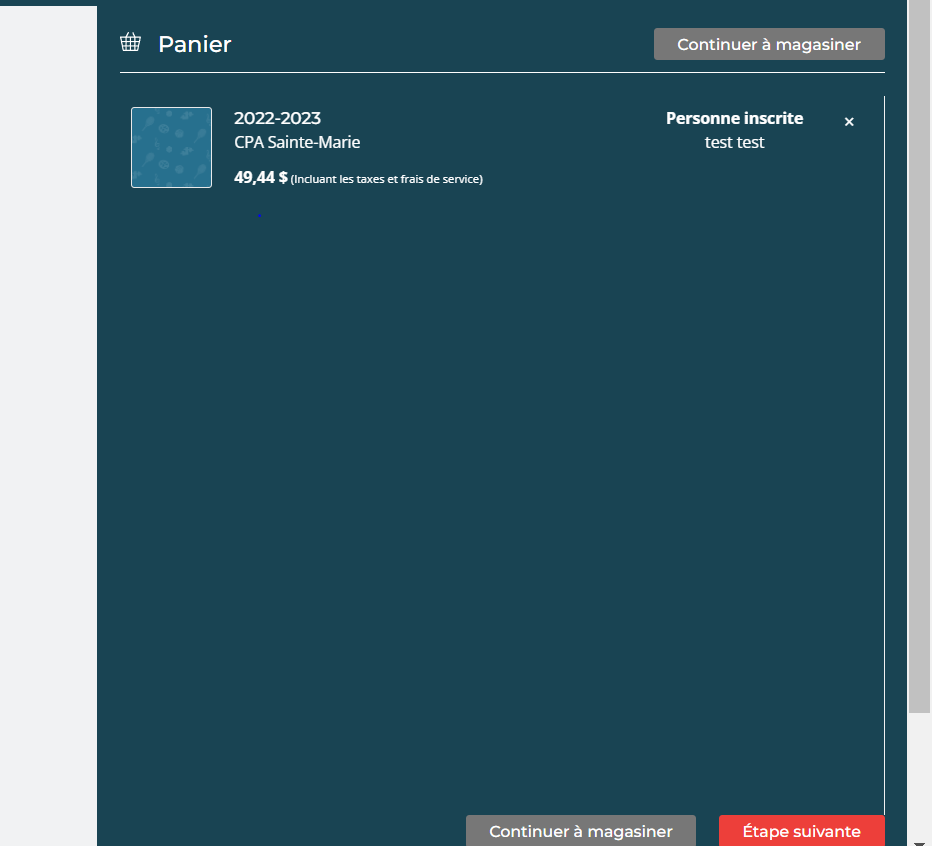 Panier
Continuer à magasiner
2022-2023
CPA Sainte-Marie
49,44 $ (Incluant les taxes et frais de service)
Personne inscrite
test test
×
Continuer à magasiner
Étape suivante